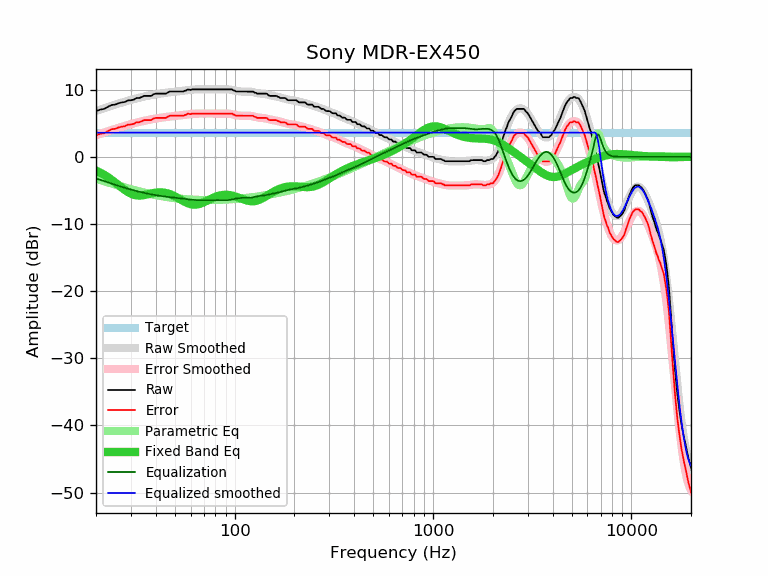 Sony MDR-EX450
10
0
−10
−20
−30
−40
−50
Amplitude (dBr)
Target
Raw Smoothed
Error Smoothed
Raw
Error
Parametric Eq
Fixed Band Eq
Equalization
Equalized smoothed
100
1000
10000
Frequency (Hz)